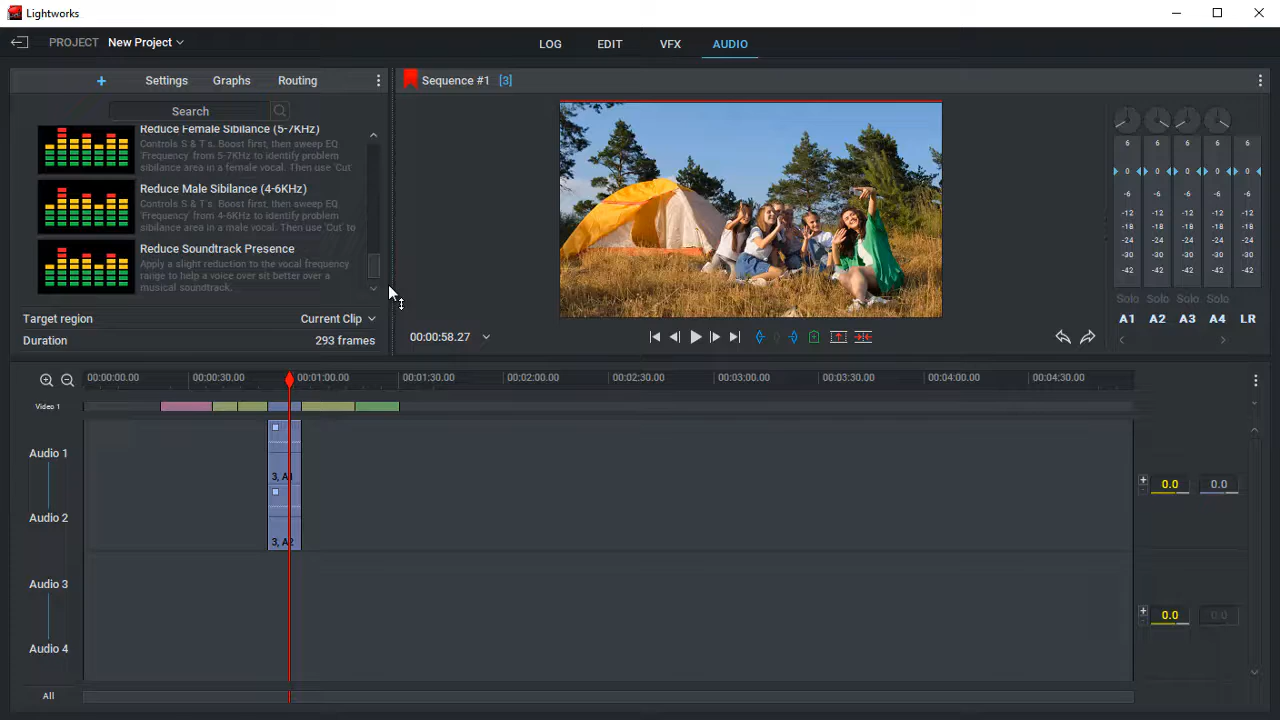 Lightworks
PROJECT New Project
LOG EDIT VFX AUDIO
+ Settings Graphs Routing
Sequence #1 [3]
Search
Reduce Female Sibilance (5-7KHz)
Controls S & T's. Boost first, then sweep EQ
'Frequency' from 5-7KHz to identify problem
sibilance area in a female vocal. Then use 'Cut'
Reduce Male Sibilance (4-6KHz)
Controls S & T's. Boost first, then sweep EQ
'Frequency' from 4-6KHz to identify problem
sibilance area in a male vocal. Then use 'Cut' to
Reduce Soundtrack Presence
Apply a slight reduction to the vocal frequency
range to help a voice over sit better over a
musical soundtrack.
Target region Current Clip
Duration 293 frames
00:00:58.27
6 6 6 6 6
0 0 0 0 0
-6 -6 -6 -6 -6
-12 -12 -12 -12 -12
-18 -18 -18 -18 -18
-24 -24 -24 -24 -24
-30 -30 -30 -30 -30
-42 -42 -42 -42 -42
Solo Solo Solo Solo
A1 A2 A3 A4 LR
00:00:00.00 00:00:30.00 00:01:00.00 00:01:30.00 00:02:00.00 00:02:30.00 00:03:00.00 00:03:30.00 00:04:00.00 00:04:30.00
Video 1
Audio 1
3, A1
+ 0.0 0.0
Audio 2
3, A2
Audio 3
+ 0.0 0.0
Audio 4
All